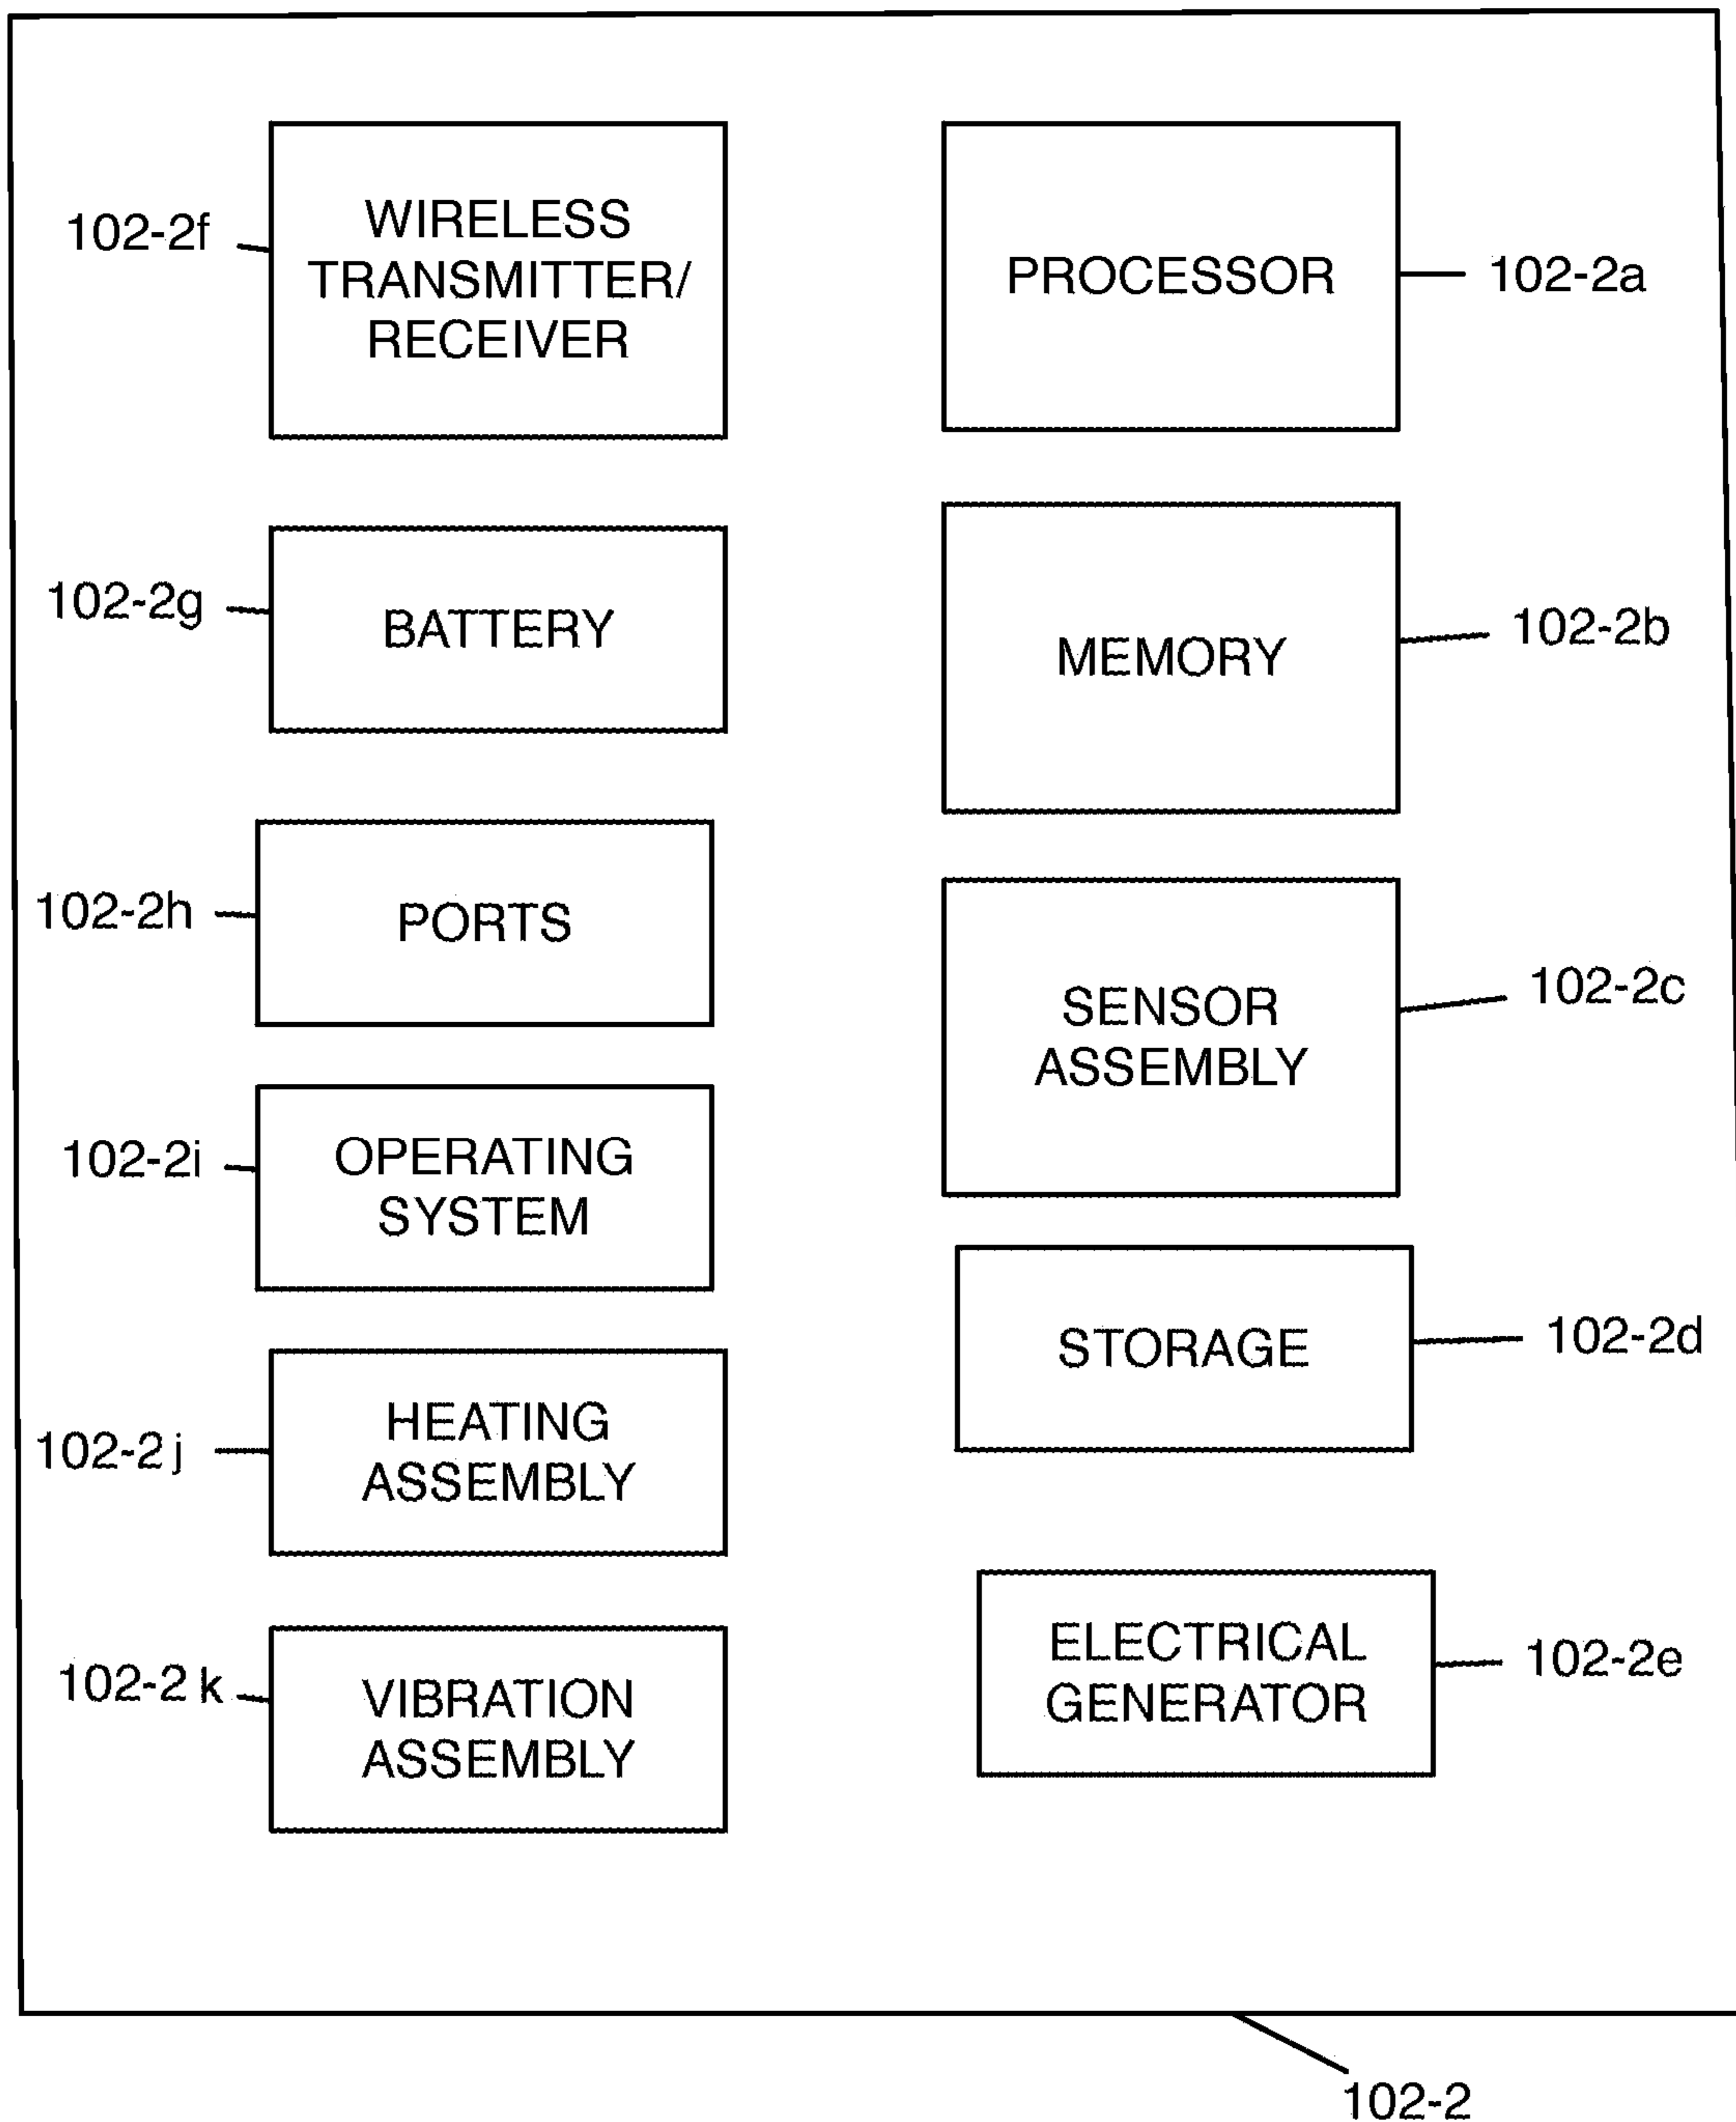 102-2f
WIRELESS
TRANSMITTER/
RECEIVER
PROCESSOR
102-2a
102-2g
BATTERY
MEMORY
102-2b
102-2h
PORTS
SENSOR
ASSEMBLY
102-2c
102-2i
OPERATING
SYSTEM
STORAGE
102-2d
102-2j
HEATING
ASSEMBLY
ELECTRICAL
GENERATOR
102-2e
102-2k
VIBRATION
ASSEMBLY
102-2